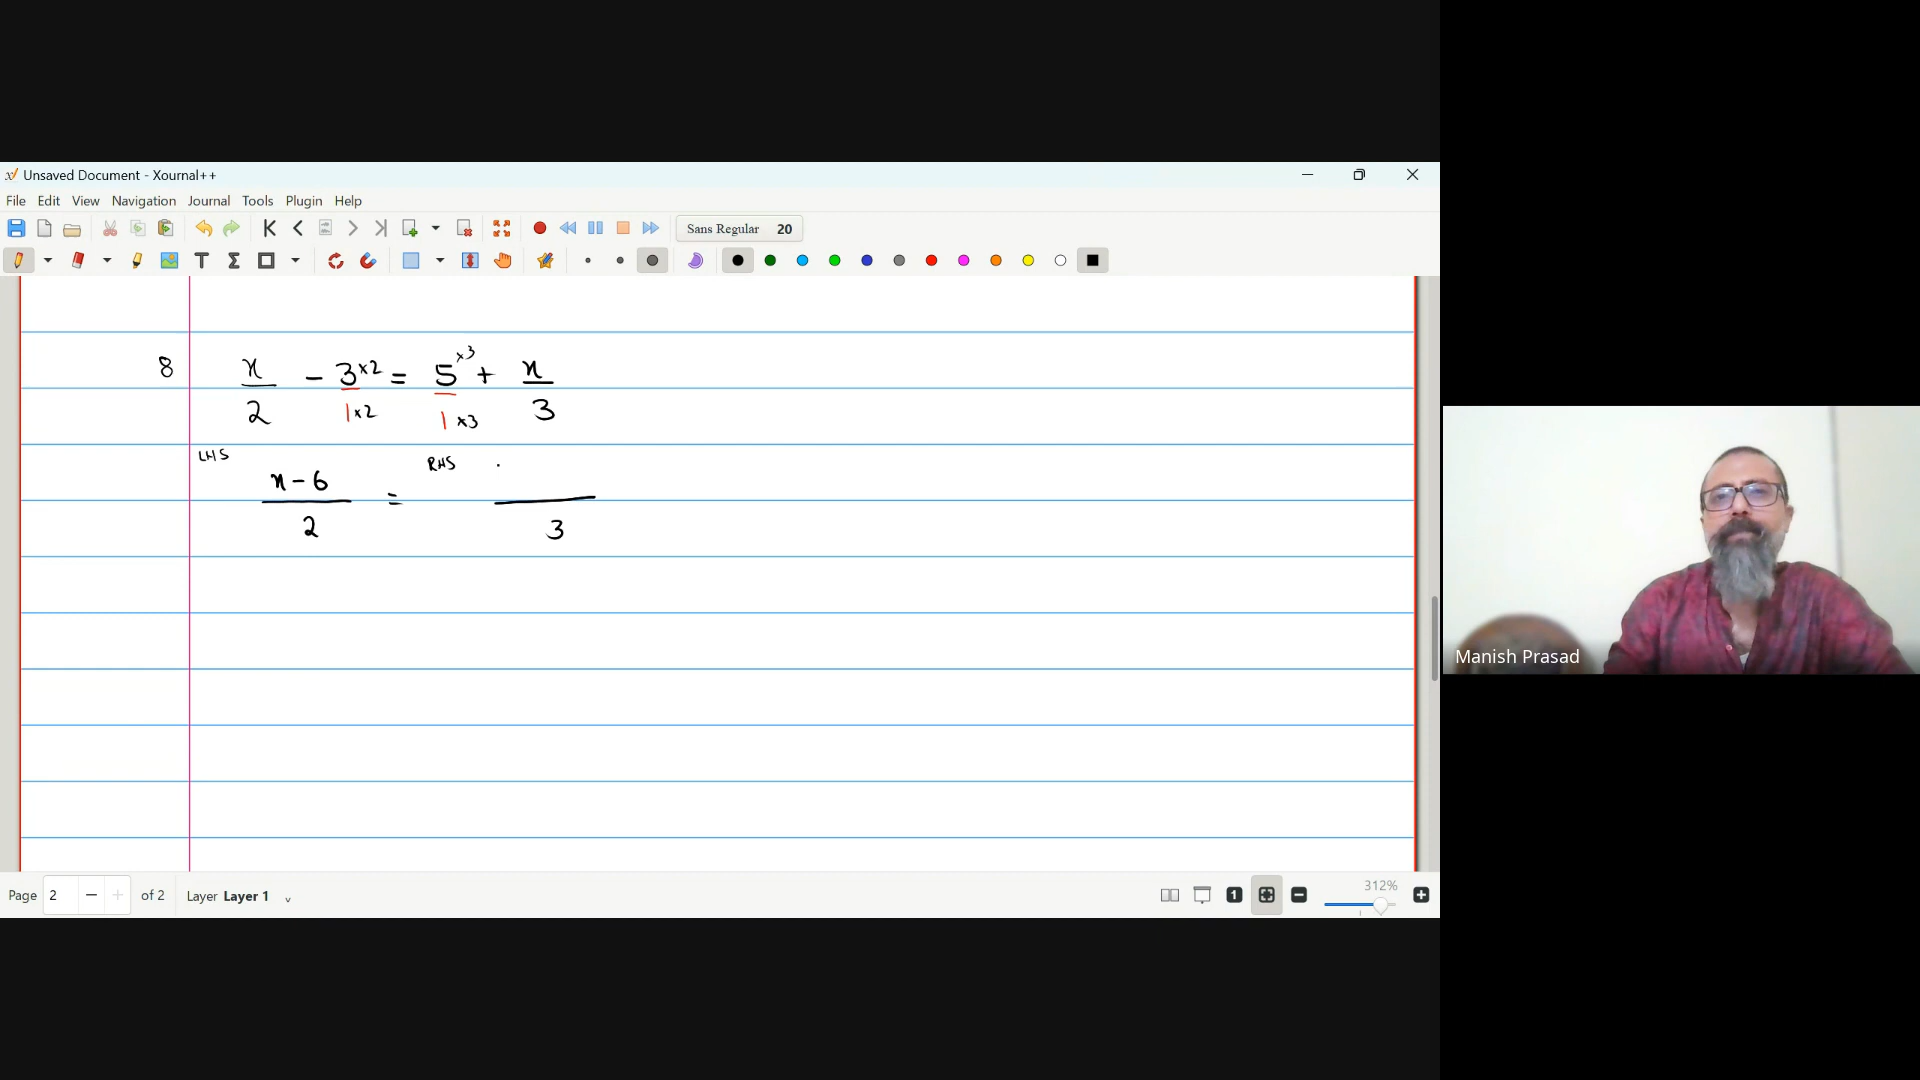 Unsaved Document - Xournal++
File Edit View Navigation Journal Tools Plugin Help
Sans Regular 20
8 x/2 - 3×2/1×2 = 5×3/1×3 + x/3
LHS x-6/2 = RHS /3
Manish Prasad
Page 2 of 2 Layer Layer 1 312%